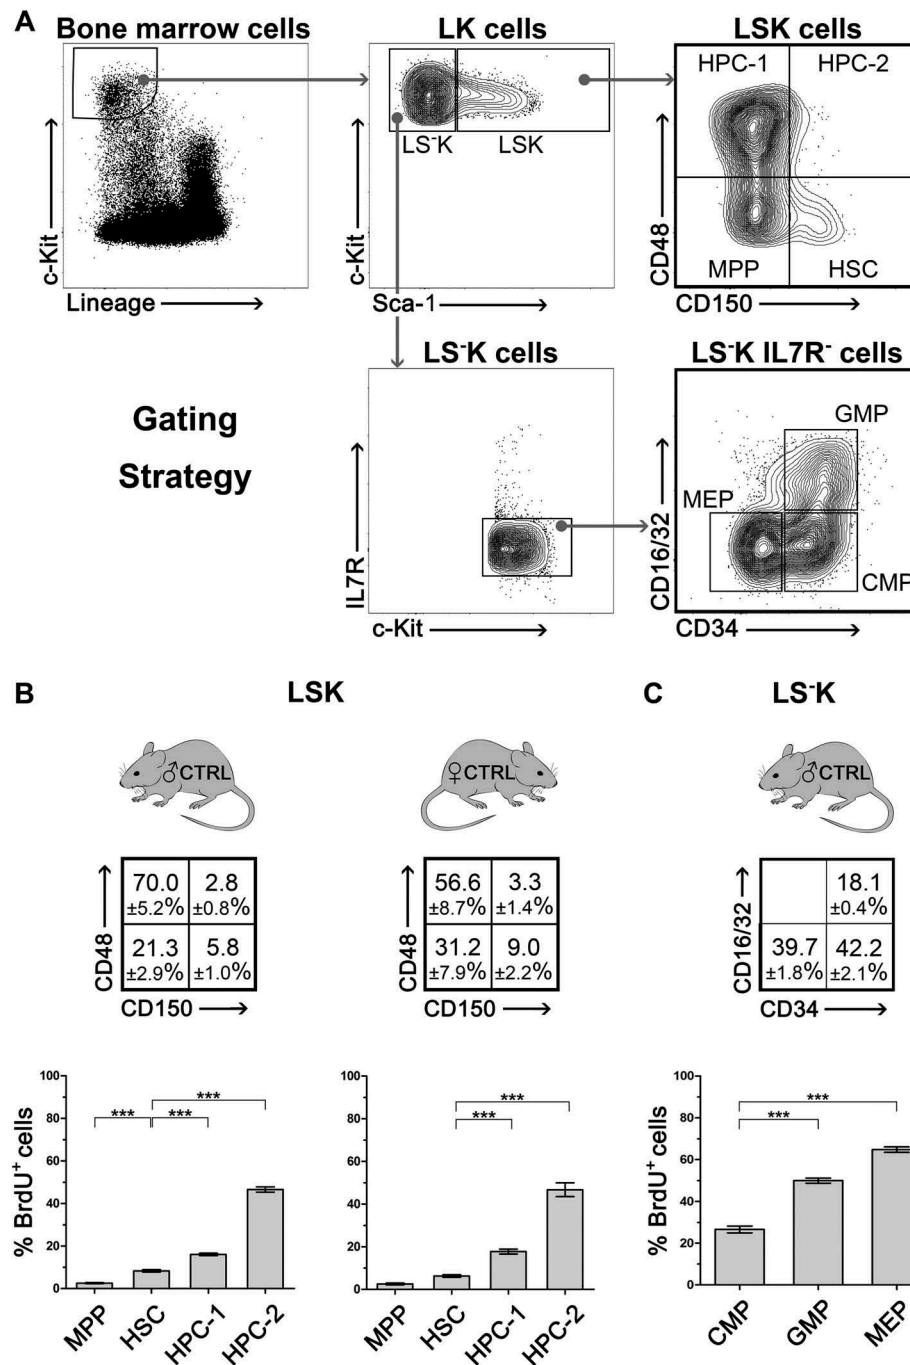 A
Bone marrow cells
LK cells
LSK cells
c-Kit
Lineage
c-Kit
LS⁻K
LSK
Sca-1
HPC-1
HPC-2
CD48
MPP
HSC
CD150
Gating
Strategy
LS⁻K cells
IL7R
c-Kit
LS⁻K IL7R⁻ cells
GMP
MEP
CD16/32
CMP
CD34
B
LSK
♂CTRL
♀CTRL
CD48
70.0
±5.2%
2.8
±0.8%
21.3
±2.9%
5.8
±1.0%
CD150
CD48
56.6
±8.7%
3.3
±1.4%
31.2
±7.9%
9.0
±2.2%
CD150
% BrdU⁺ cells
100
80
60
40
20
0
***
***
***
MPP
HSC
HPC-1
HPC-2
100
80
60
40
20
0
***
***
MPP
HSC
HPC-1
HPC-2
C
LS⁻K
♂CTRL
CD16/32
18.1
±0.4%
39.7
±1.8%
42.2
±2.1%
CD34
% BrdU⁺ cells
100
80
60
40
20
0
***
***
CMP
GMP
MEP